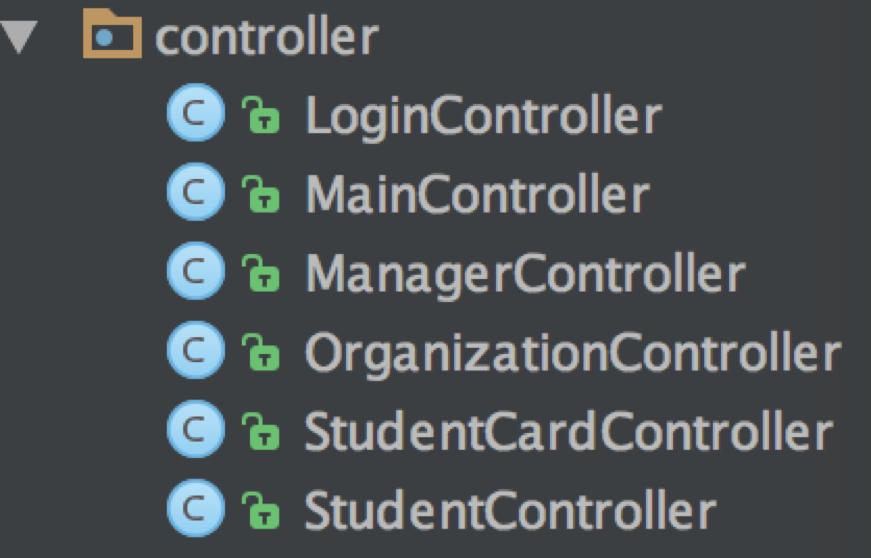 controller
C LoginController
C MainController
C ManagerController
C OrganizationController
C StudentCardController
C StudentController